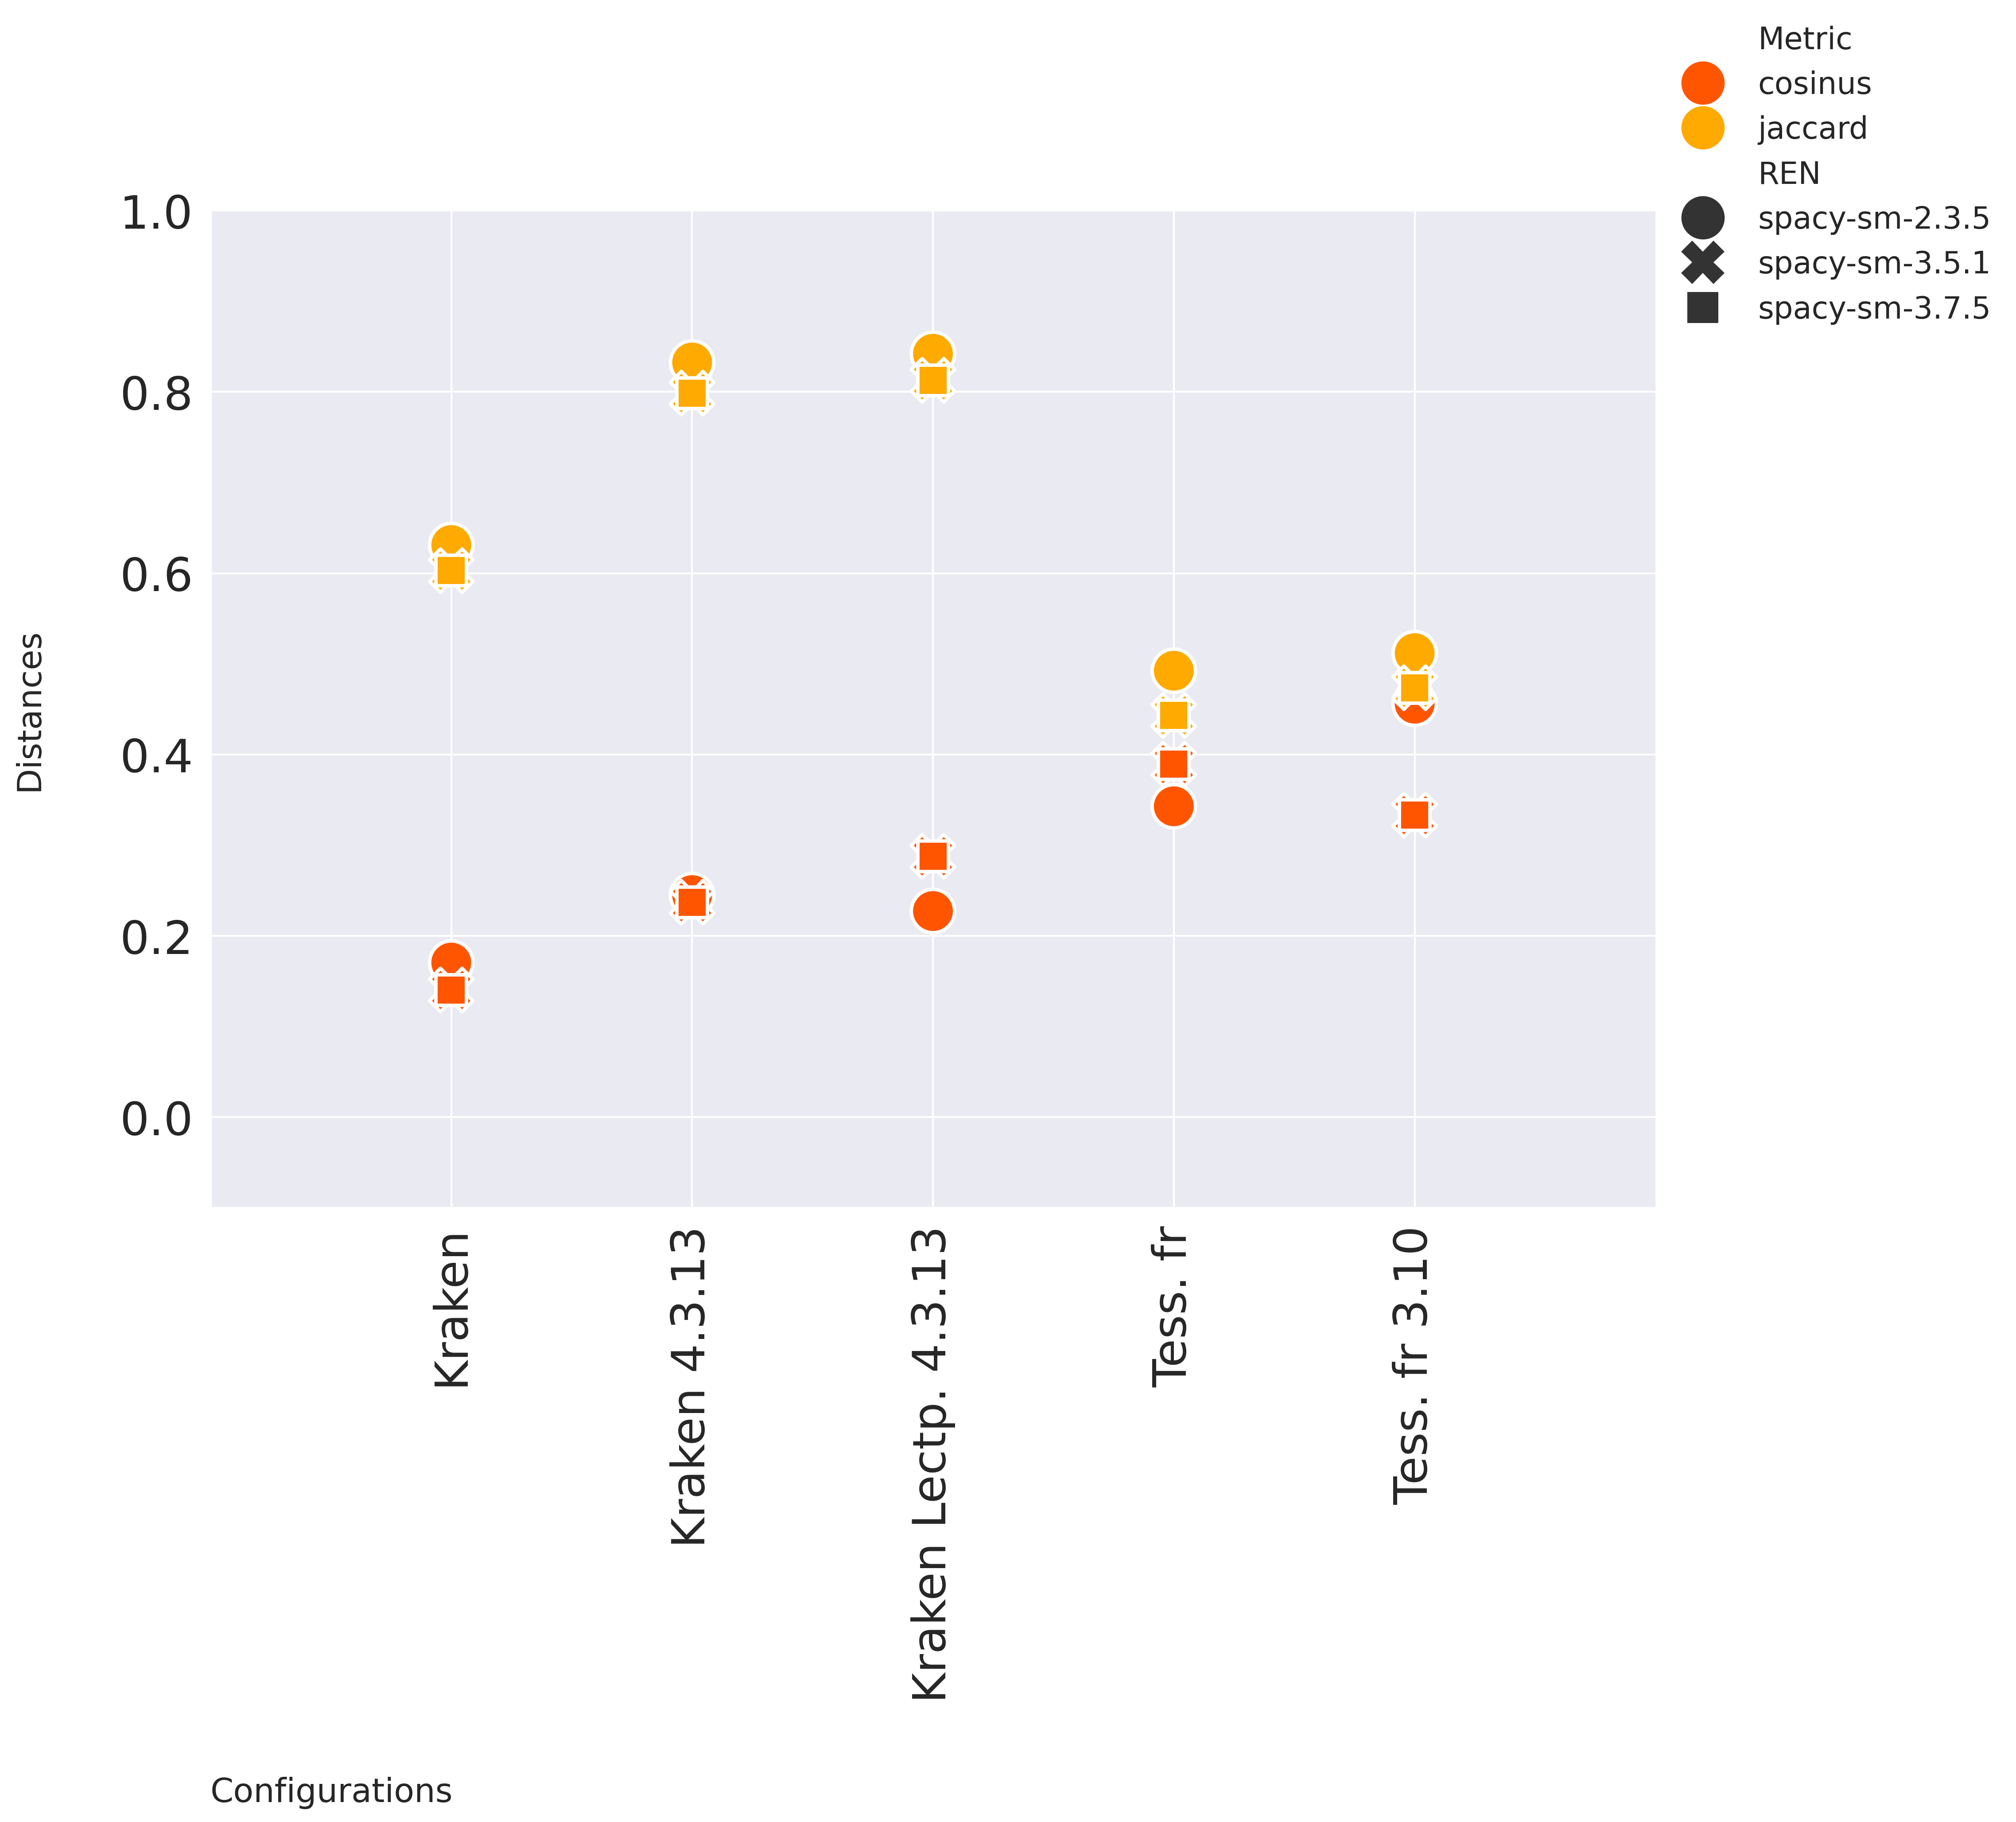 Metric
cosinus
jaccard
REN
spacy-sm-2.3.5
spacy-sm-3.5.1
spacy-sm-3.7.5
1.0
0.8
0.6
0.4
0.2
0.0
Distances
Kraken
Kraken 4.3.13
Kraken Lectp. 4.3.13
Tess. fr
Tess. fr 3.10
Configurations